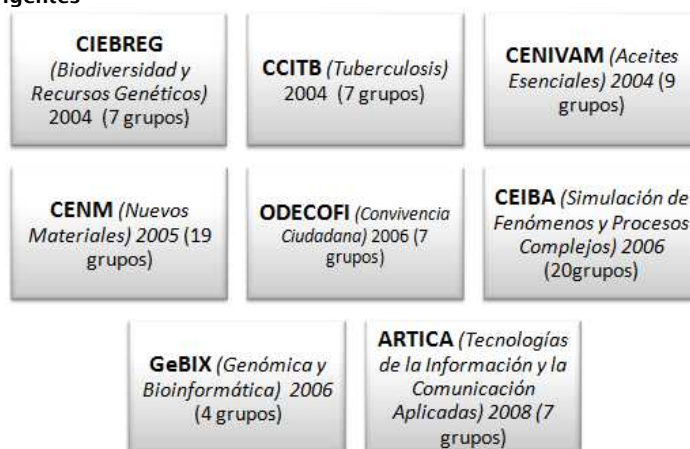 CIEBREG
(Biodiversidad y
Recursos Genéticos)
2004 (7 grupos)
CCITB (Tuberculosis)
2004 (7 grupos)
CENIVAM (Aceites
Esenciales) 2004 (9
grupos)
CENM (Nuevos
Materiales) 2005 (19
grupos)
ODECOFI (Convivencia
Ciudadana) 2006 (7
grupos)
CEIBA (Simulación de
Fenómenos y Procesos
Complejos) 2006
(20grupos)
GeBIX (Genómica y
Bioinformática) 2006
(4 grupos)
ARTICA (Tecnologías
de la Información y la
Comunicación
Aplicadas) 2008 (7
grupos)